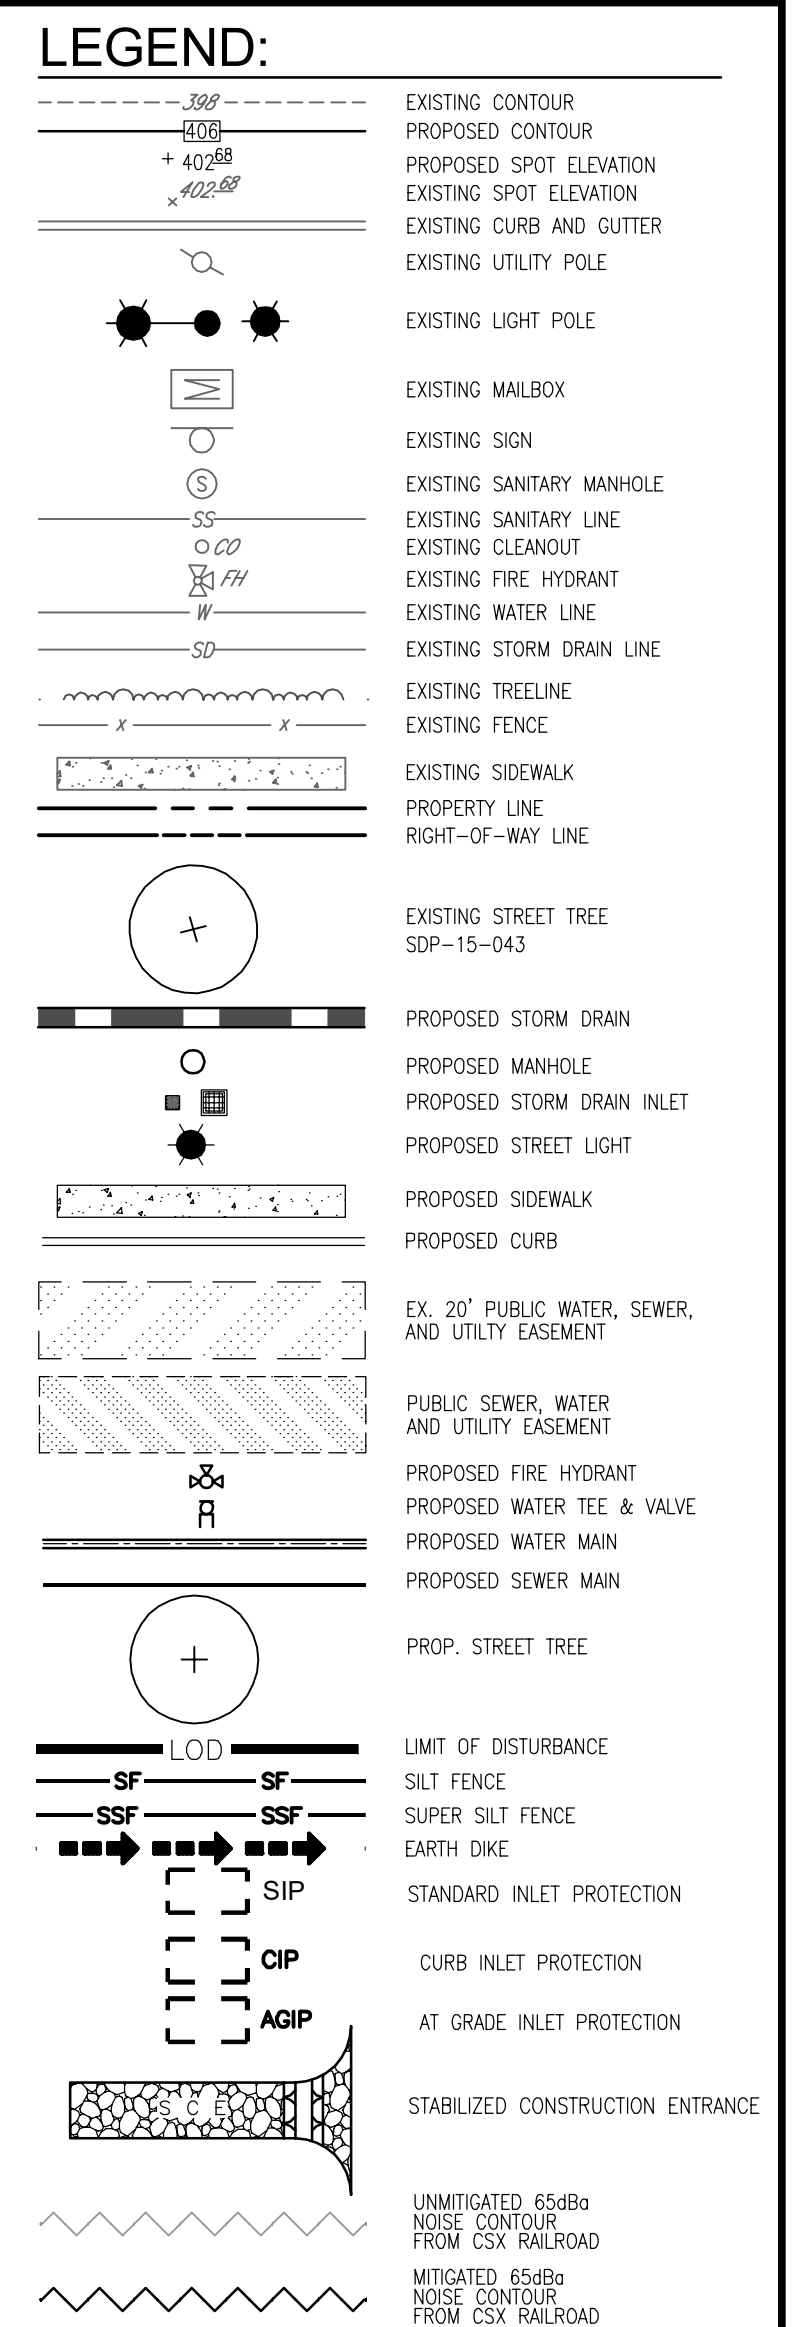 LEGEND:
398 EXISTING CONTOUR
406 PROPOSED CONTOUR
+ 402.68 PROPOSED SPOT ELEVATION
x 402.68 EXISTING SPOT ELEVATION
EXISTING CURB AND GUTTER
EXISTING UTILITY POLE
EXISTING LIGHT POLE
EXISTING MAILBOX
EXISTING SIGN
S EXISTING SANITARY MANHOLE
SS EXISTING SANITARY LINE
CO EXISTING CLEANOUT
FH EXISTING FIRE HYDRANT
W EXISTING WATER LINE
SD EXISTING STORM DRAIN LINE
EXISTING TREELINE
x x EXISTING FENCE
EXISTING SIDEWALK
PROPERTY LINE
RIGHT-OF-WAY LINE
EXISTING STREET TREE
SDP-15-043
PROPOSED STORM DRAIN
PROPOSED MANHOLE
PROPOSED STORM DRAIN INLET
PROPOSED STREET LIGHT
PROPOSED SIDEWALK
PROPOSED CURB
EX. 20' PUBLIC WATER, SEWER,
AND UTILTY EASEMENT
PUBLIC SEWER, WATER
AND UTILITY EASEMENT
PROPOSED FIRE HYDRANT
PROPOSED WATER TEE & VALVE
PROPOSED WATER MAIN
PROPOSED SEWER MAIN
PROP. STREET TREE
LOD LIMIT OF DISTURBANCE
SF SF SILT FENCE
SSF SSF SUPER SILT FENCE
EARTH DIKE
SIP STANDARD INLET PROTECTION
CIP CURB INLET PROTECTION
AGIP AT GRADE INLET PROTECTION
S C E STABILIZED CONSTRUCTION ENTRANCE
UNMITIGATED 65dBa
NOISE CONTOUR
FROM CSX RAILROAD
MITIGATED 65dBa
NOISE CONTOUR
FROM CSX RAILROAD